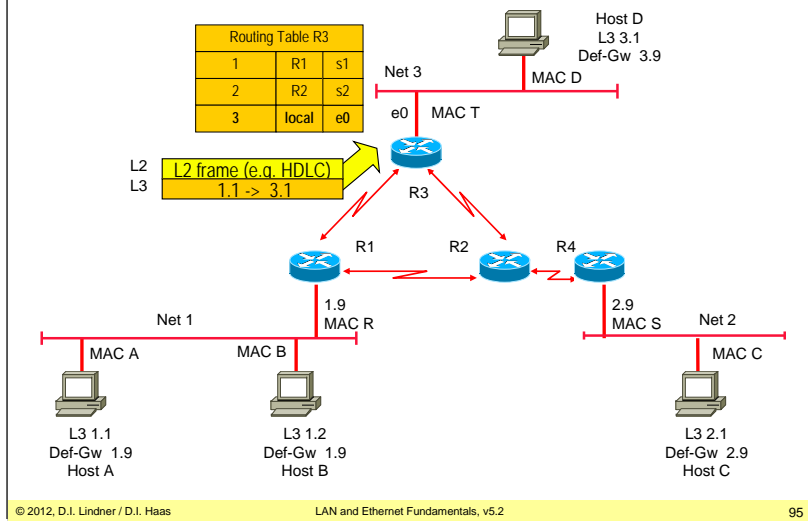 Host D
L3 3.1
Def-Gw 3.9
Routing Table R3
1 R1 s1
2 R2 s2
3 local e0
Net 3
MAC D
e0 MAC T
L2 L2 frame (e.g. HDLC)
L3 1.1 -> 3.1
R3
R1 R2 R4
1.9
MAC R
2.9
MAC S
Net 1
Net 2
MAC A
MAC B
MAC C
L3 1.1
Def-Gw 1.9
Host A
L3 1.2
Def-Gw 1.9
Host B
L3 2.1
Def-Gw 2.9
Host C
© 2012, D.I. Lindner / D.I. Haas LAN and Ethernet Fundamentals, v5.2 95